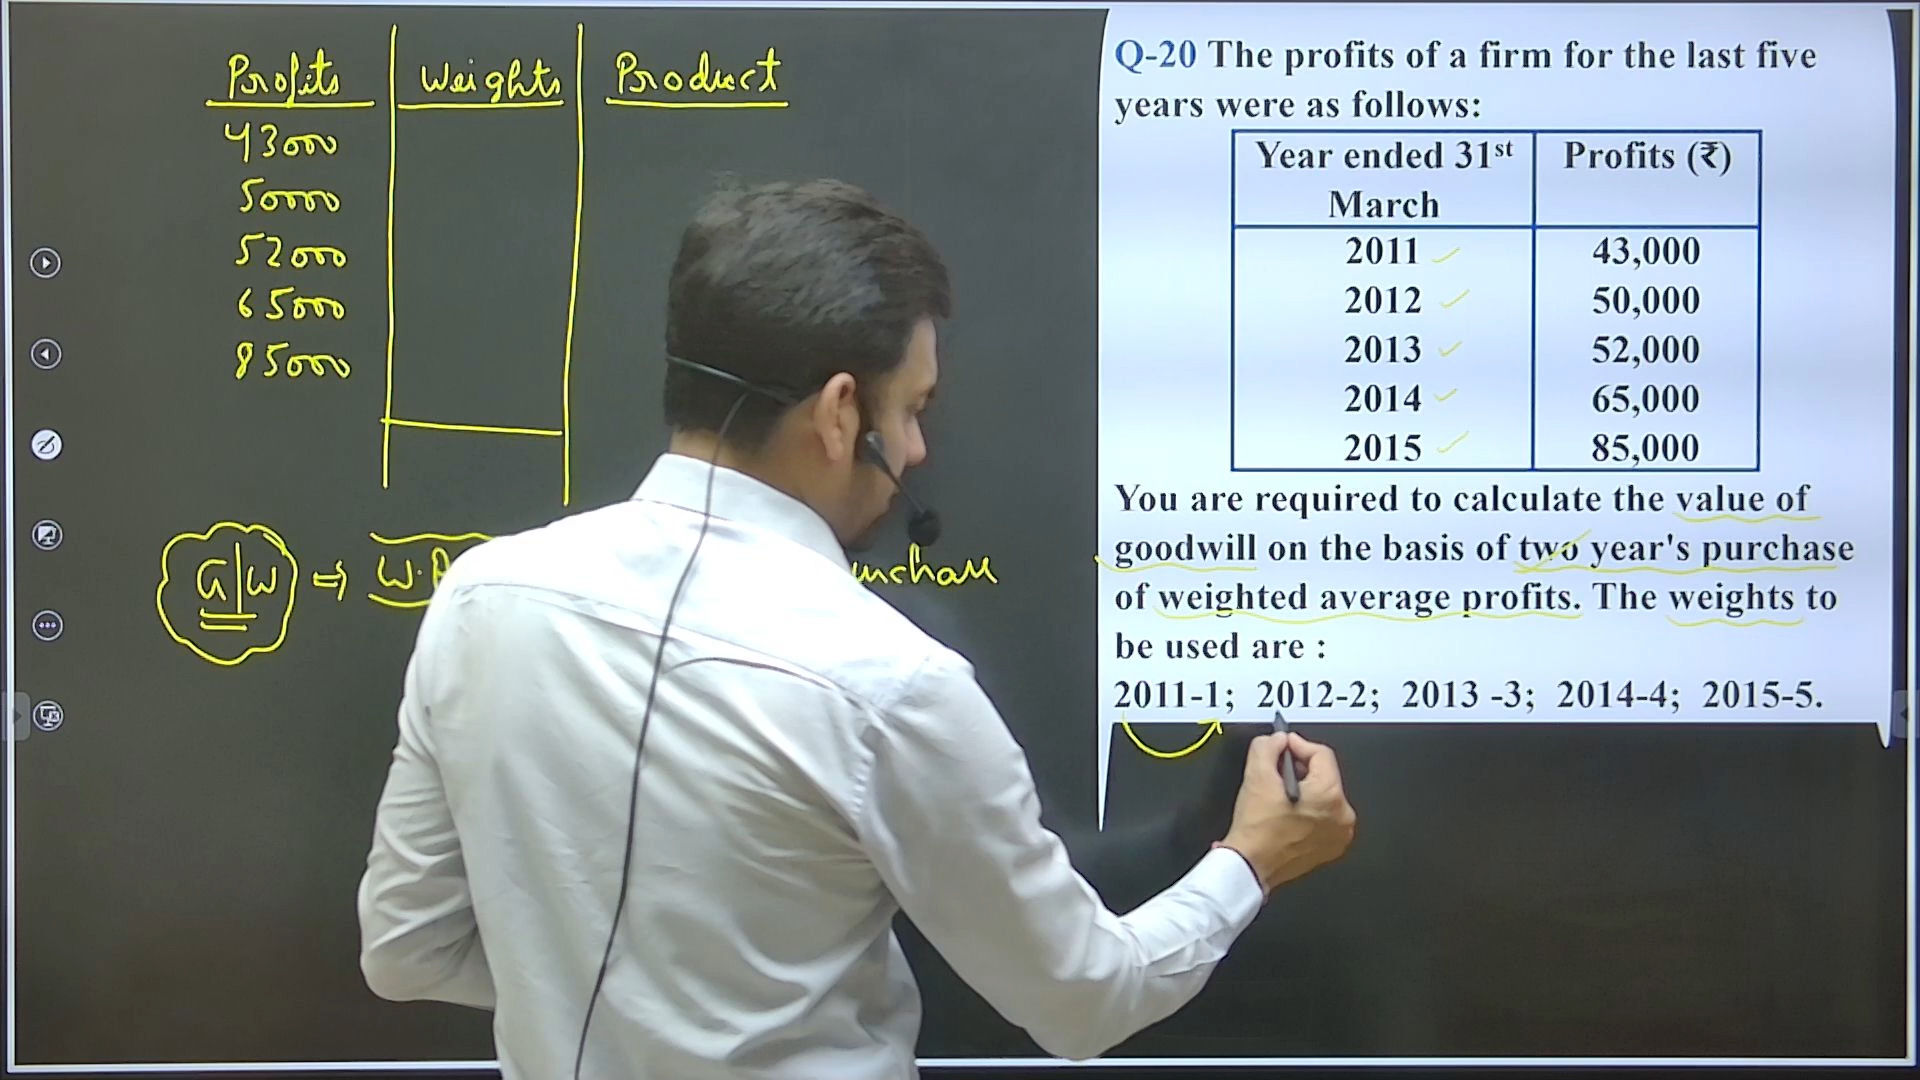 Profits Weights Product
43000
50000
52000
65000
85000
G/W ⇒ W.A
Q-20 The profits of a firm for the last five
years were as follows:
Year ended 31st March Profits (₹)
2011 43,000
2012 50,000
2013 52,000
2014 65,000
2015 85,000
You are required to calculate the value of
goodwill on the basis of two year's purchase
of weighted average profits. The weights to
be used are :
2011-1; 2012-2; 2013 -3; 2014-4; 2015-5.